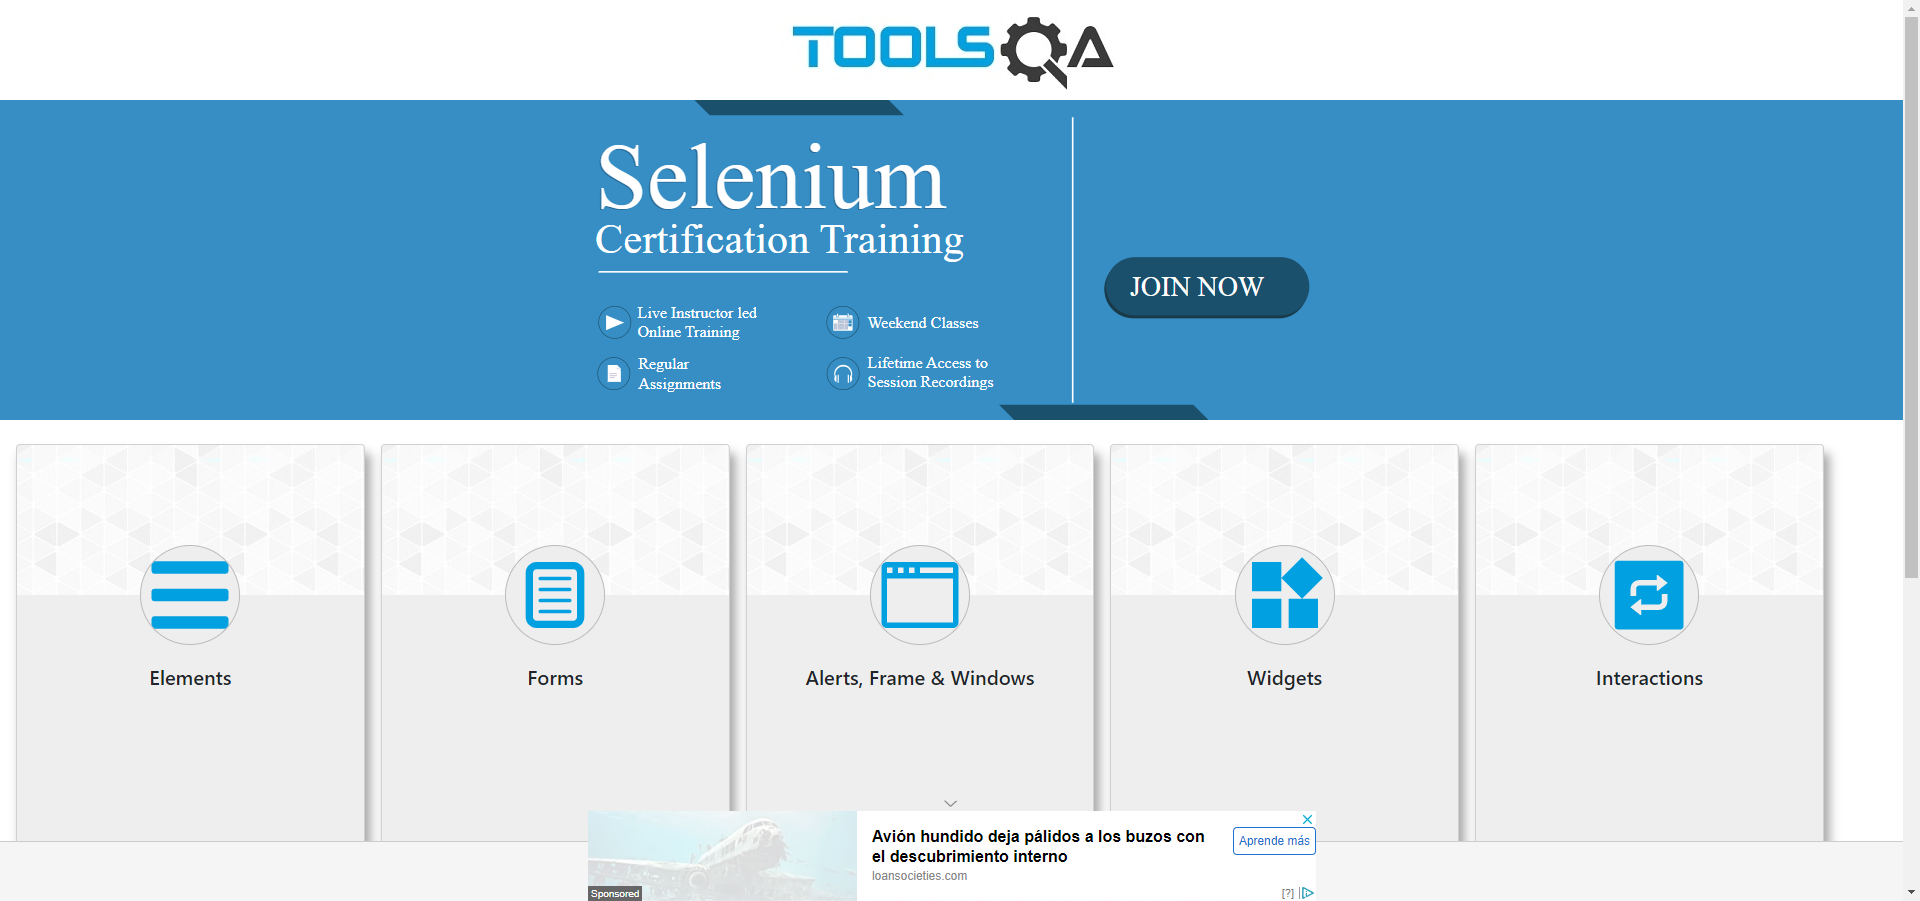 TOOLSQA
Selenium
Certification Training
JOIN NOW
Live Instructor led
Online Training
Weekend Classes
Regular
Assignments
Lifetime Access to
Session Recordings
Elements
Forms
Alerts, Frame & Windows
Widgets
Interactions
Avión hundido deja pálidos a los buzos con
el descubrimiento interno
loansocieties.com
Aprende más
Sponsored
[?]